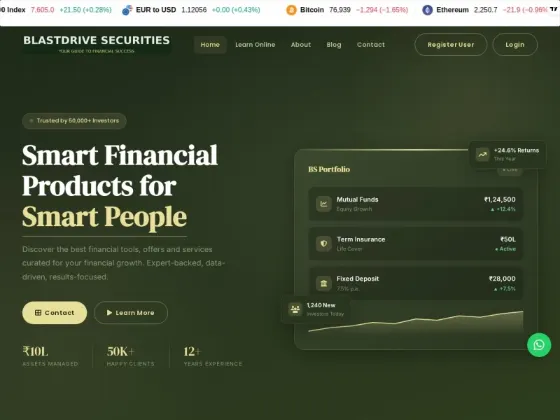 0 Index 7,605.0 +21.50 (+0.28%) EUR to USD 1.12056 +0.00 (+0.43%) Bitcoin 76,939 −1,294 (−1.65%) Ethereum 2,250.7 −21.9 (−0.96%)
BLASTDRIVE SECURITIES
YOUR GUIDE TO FINANCIAL SUCCESS
Home Learn Online About Blog Contact Register User Login
Trusted by 50,000+ Investors
Smart Financial
Products for
Smart People
Discover the best financial tools, offers and services
curated for your financial growth. Expert-backed, data-
driven, results-focused.
Contact Learn More
₹10L 50K+ 12+
ASSETS MANAGED HAPPY CLIENTS YEARS EXPERIENCE
+24.6% Returns
This Year
BS Portfolio
Mutual Funds ₹1,24,500
Equity Growth ▲ +12.4%
Term Insurance ₹50L
Life Cover ● Active
Fixed Deposit ₹28,000
7.5% p.a. ▲ +7.5%
1,240 New
Investors Today